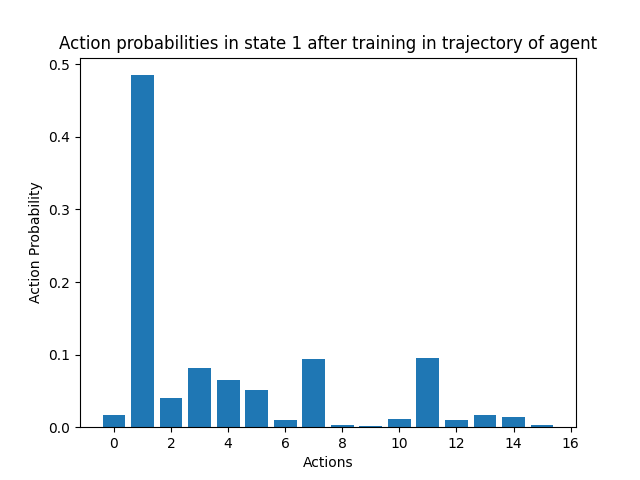 Action probabilities in state 1 after training in trajectory of agent
0.5
0.4
0.3
0.2
0.1
0.0
Action Probability
0 2 4 6 8 10 12 14 16
Actions